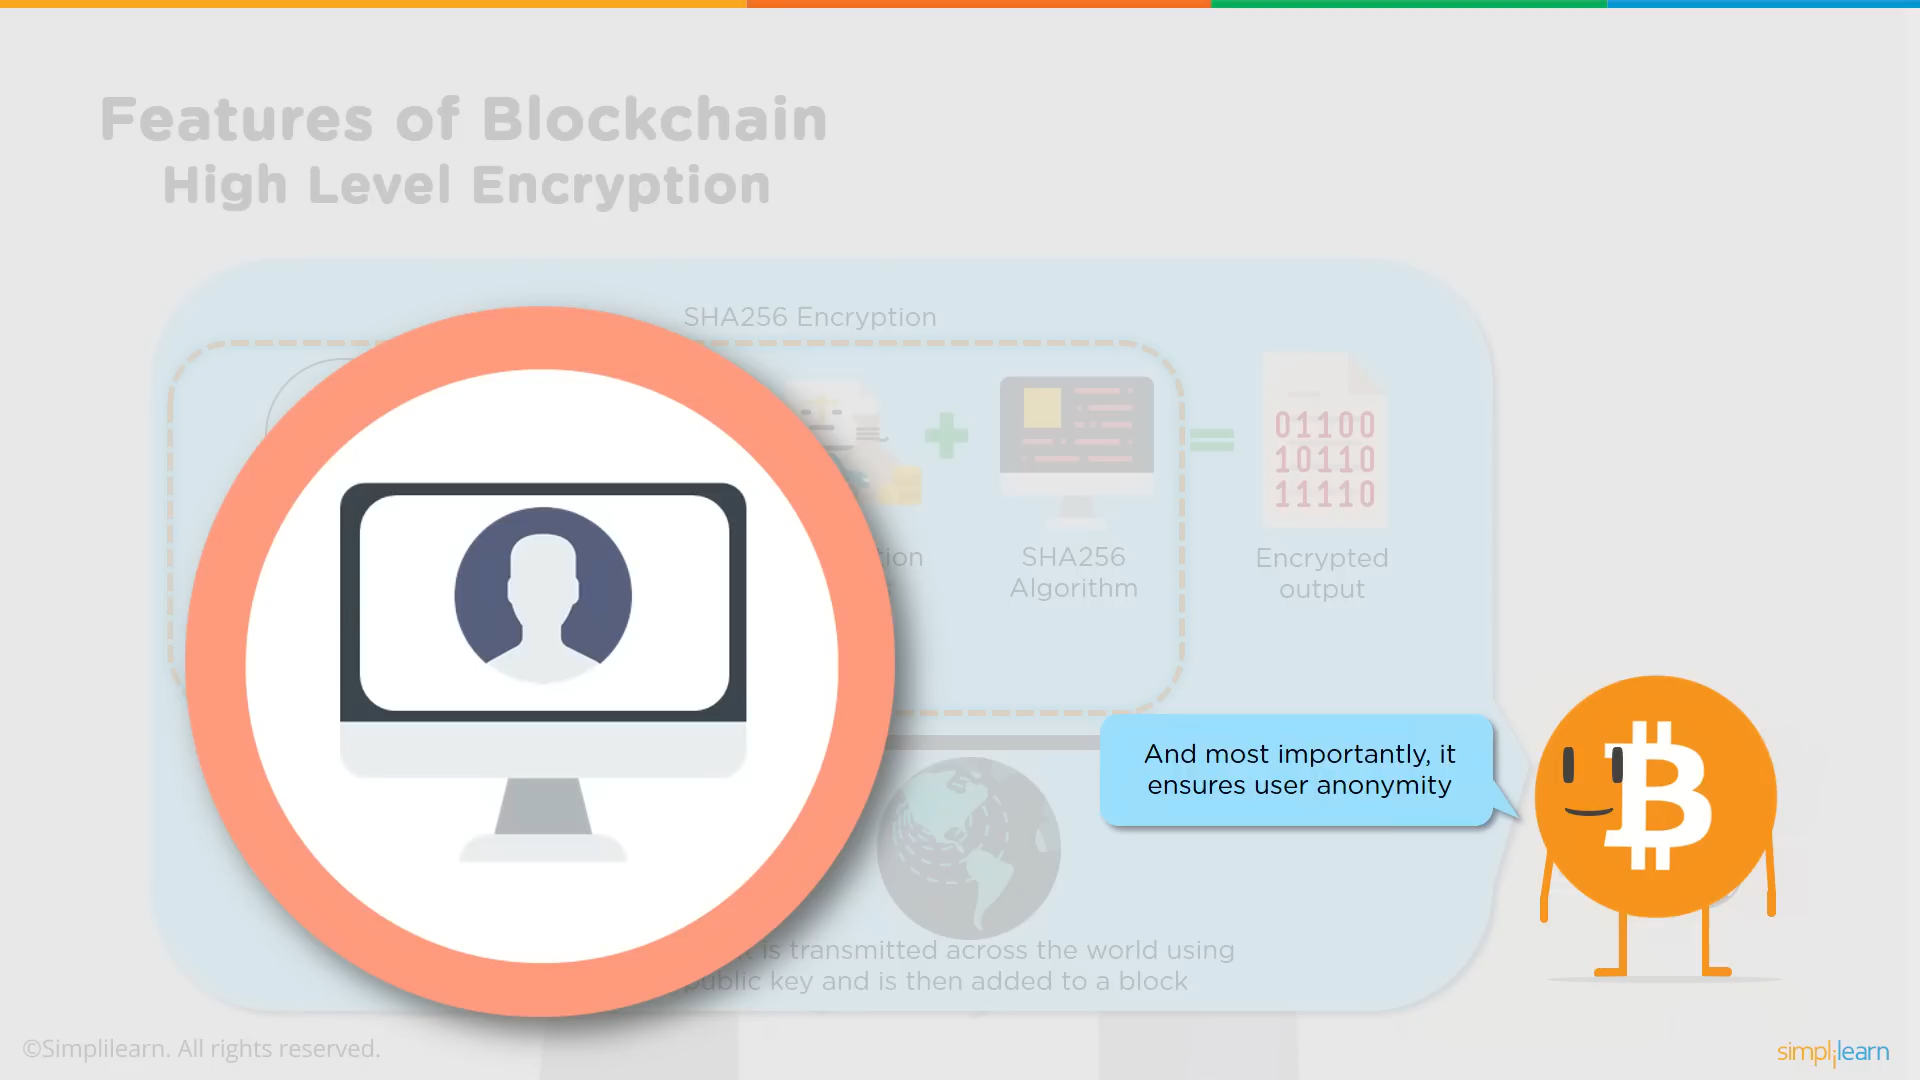 Features of Blockchain
High Level Encryption
SHA256 Encryption
01100
10110
11110
SHA256
Algorithm
Encrypted
output
And most importantly, it
ensures user anonymity
is transmitted across the world using
public key and is then added to a block
©Simplilearn. All rights reserved.
simplilearn